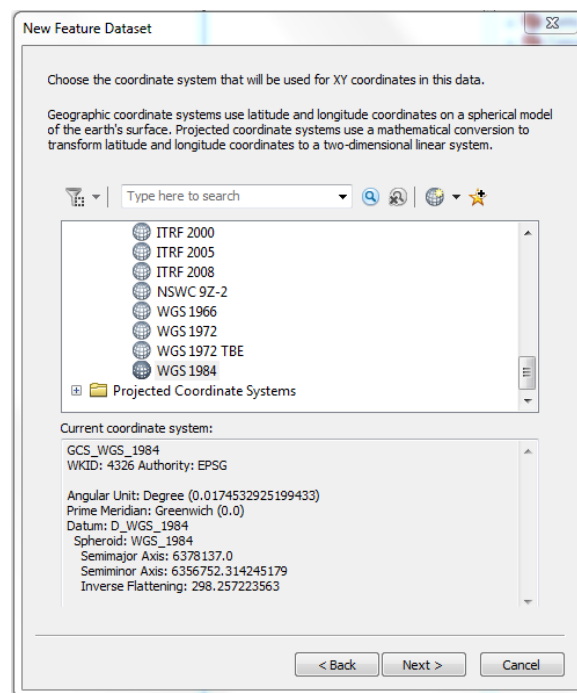 New Feature Dataset
Choose the coordinate system that will be used for XY coordinates in this data.
Geographic coordinate systems use latitude and longitude coordinates on a spherical model
of the earth's surface. Projected coordinate systems use a mathematical conversion to
transform latitude and longitude coordinates to a two-dimensional linear system.
Type here to search
ITRF 2000
ITRF 2005
ITRF 2008
NSWC 9Z-2
WGS 1966
WGS 1972
WGS 1972 TBE
WGS 1984
Projected Coordinate Systems
Current coordinate system:
GCS_WGS_1984
WKID: 4326 Authority: EPSG
Angular Unit: Degree (0.0174532925199433)
Prime Meridian: Greenwich (0.0)
Datum: D_WGS_1984
Spheroid: WGS_1984
Semimajor Axis: 6378137.0
Semiminor Axis: 6356752.314245179
Inverse Flattening: 298.257223563
< Back Next > Cancel